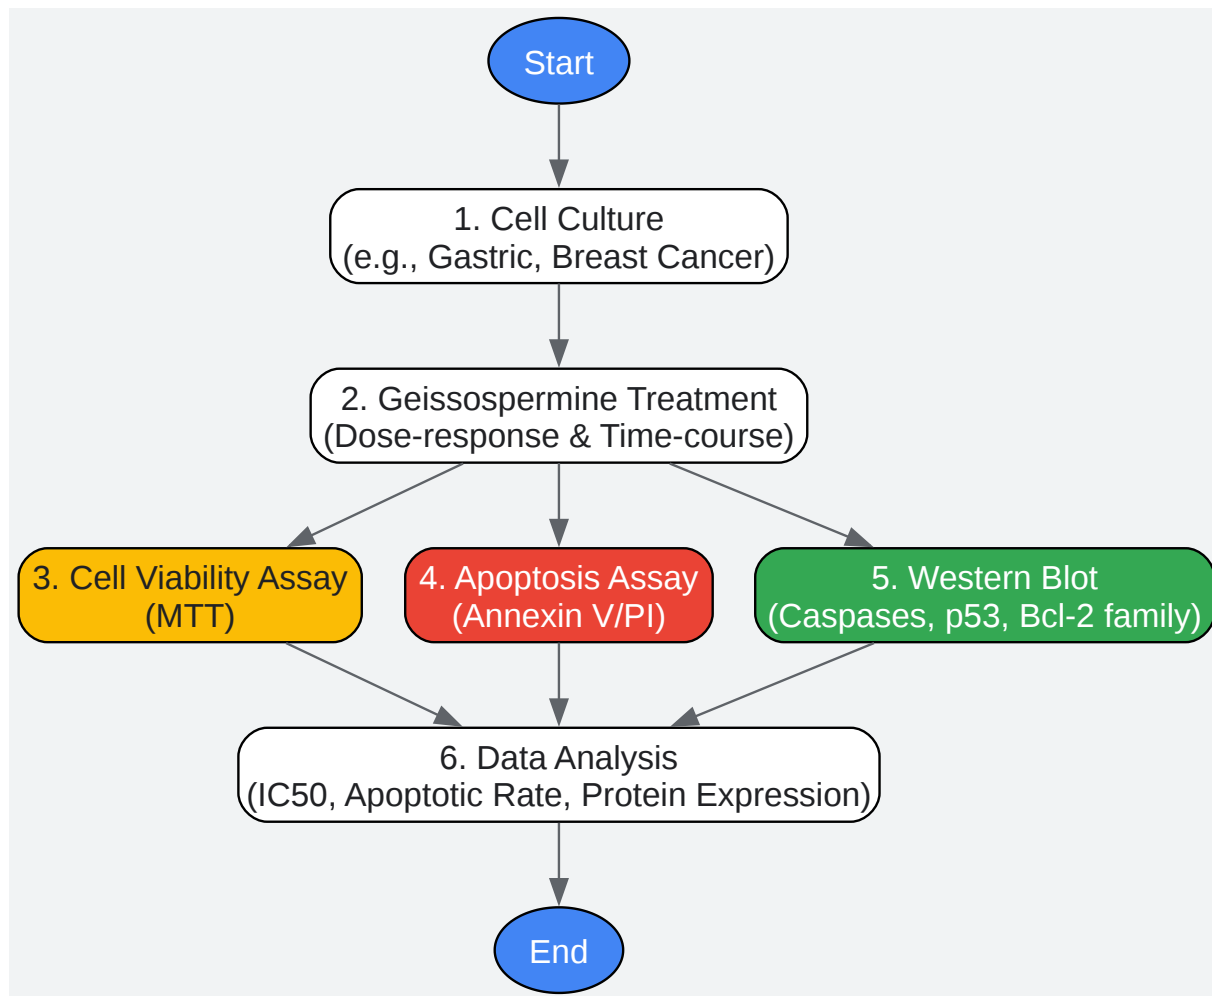 Start
1. Cell Culture
(e.g., Gastric, Breast Cancer)
2. Geissospermine Treatment
(Dose-response & Time-course)
3. Cell Viability Assay
(MTT)
4. Apoptosis Assay
(Annexin V/PI)
5. Western Blot
(Caspases, p53, Bcl-2 family)
6. Data Analysis
(IC50, Apoptotic Rate, Protein Expression)
End